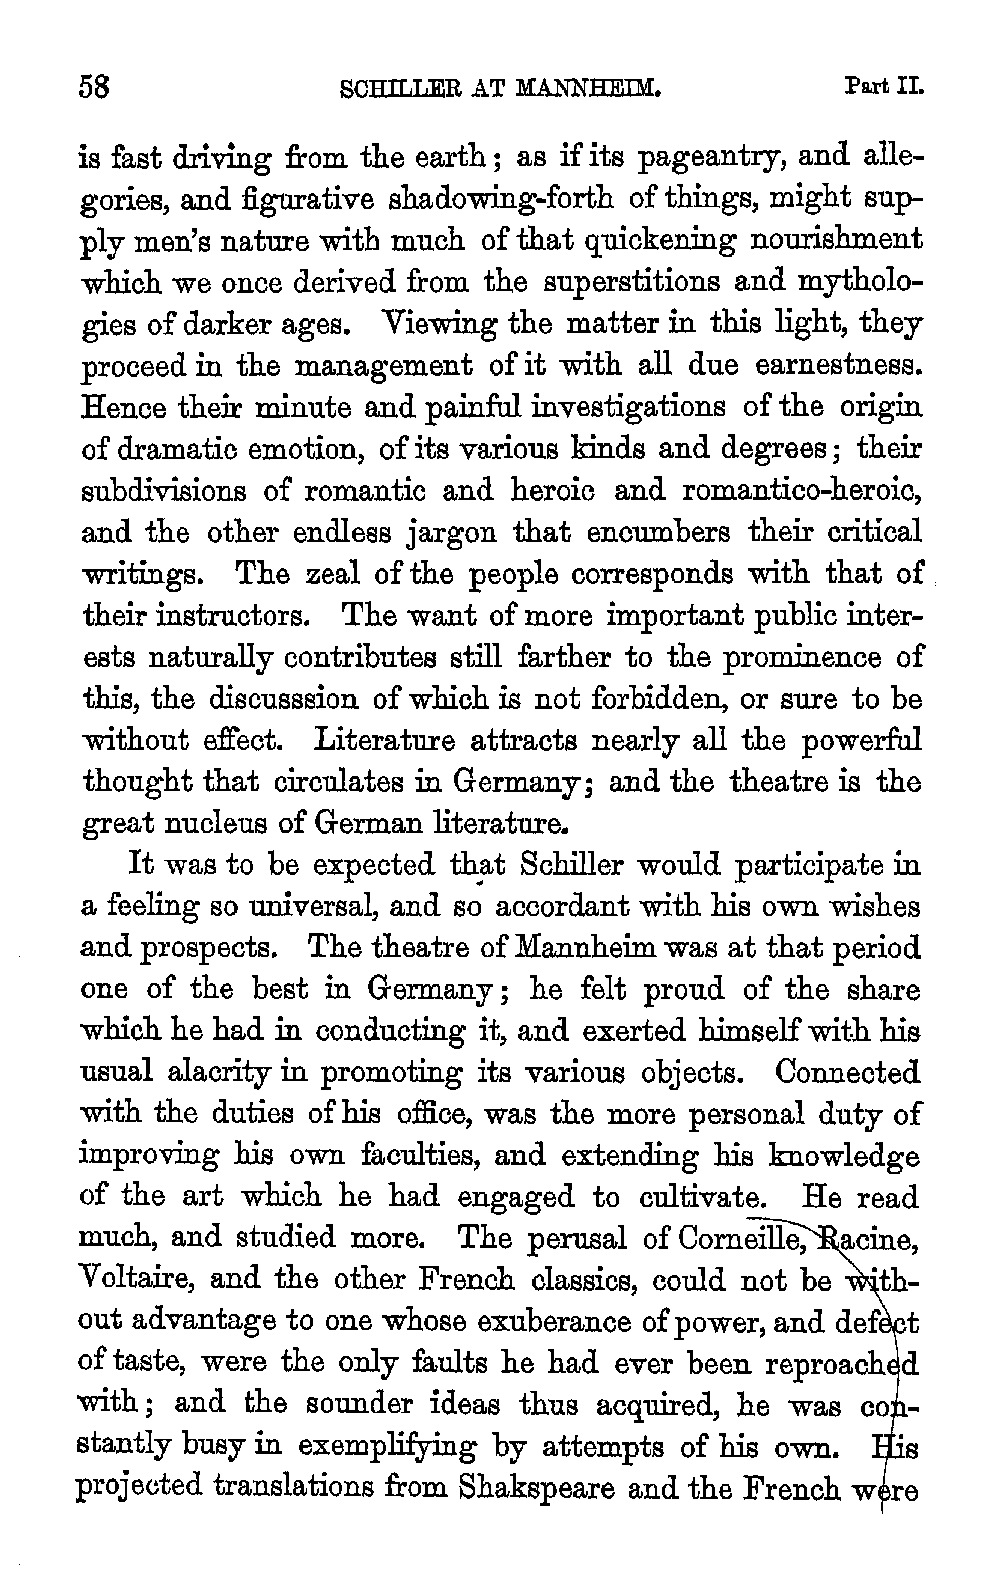 58 SCHILLER AT MANNHEIM. Part II.
is fast driving from the earth; as if its pageantry, and alle-
gories, and figurative shadowing-forth of things, might sup-
ply men's nature with much of that quickening nourishment
which we once derived from the superstitions and mytholo-
gies of darker ages. Viewing the matter in this light, they
proceed in the management of it with all due earnestness.
Hence their minute and painful investigations of the origin
of dramatic emotion, of its various kinds and degrees; their
subdivisions of romantic and heroic and romantico-heroic,
and the other endless jargon that encumbers their critical
writings. The zeal of the people corresponds with that of
their instructors. The want of more important public inter-
ests naturally contributes still farther to the prominence of
this, the discusssion of which is not forbidden, or sure to be
without effect. Literature attracts nearly all the powerful
thought that circulates in Germany; and the theatre is the
great nucleus of German literature.
It was to be expected that Schiller would participate in
a feeling so universal, and so accordant with his own wishes
and prospects. The theatre of Mannheim was at that period
one of the best in Germany; he felt proud of the share
which he had in conducting it, and exerted himself with his
usual alacrity in promoting its various objects. Connected
with the duties of his office, was the more personal duty of
improving his own faculties, and extending his knowledge
of the art which he had engaged to cultivate. He read
much, and studied more. The perusal of Corneille, Racine,
Voltaire, and the other French classics, could not be with-
out advantage to one whose exuberance of power, and defect
of taste, were the only faults he had ever been reproached
with; and the sounder ideas thus acquired, he was con-
stantly busy in exemplifying by attempts of his own. His
projected translations from Shakspeare and the French were